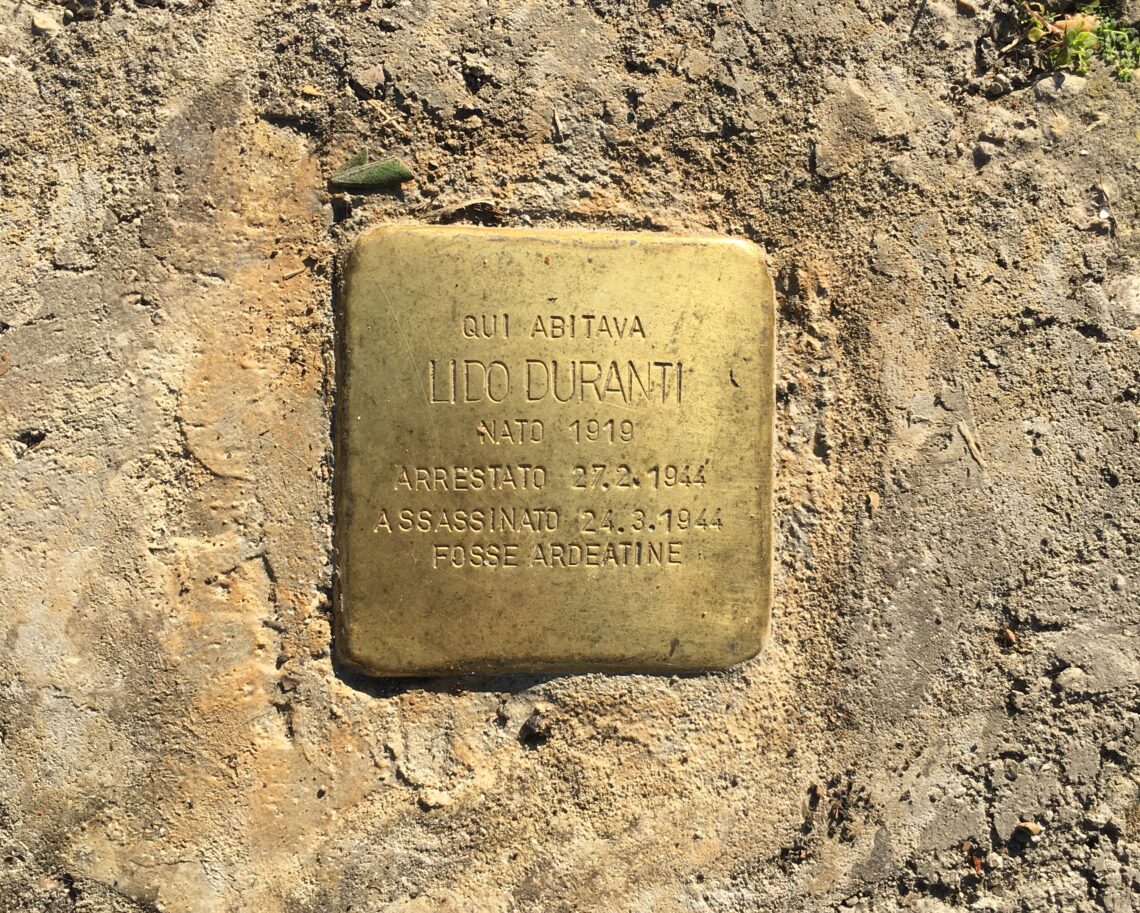 QUI ABITAVA
LIDO DURANTI
NATO 1919
ARRESTATO 27.2.1944
ASSASSINATO 24.3.1944
FOSSE ARDEATINE